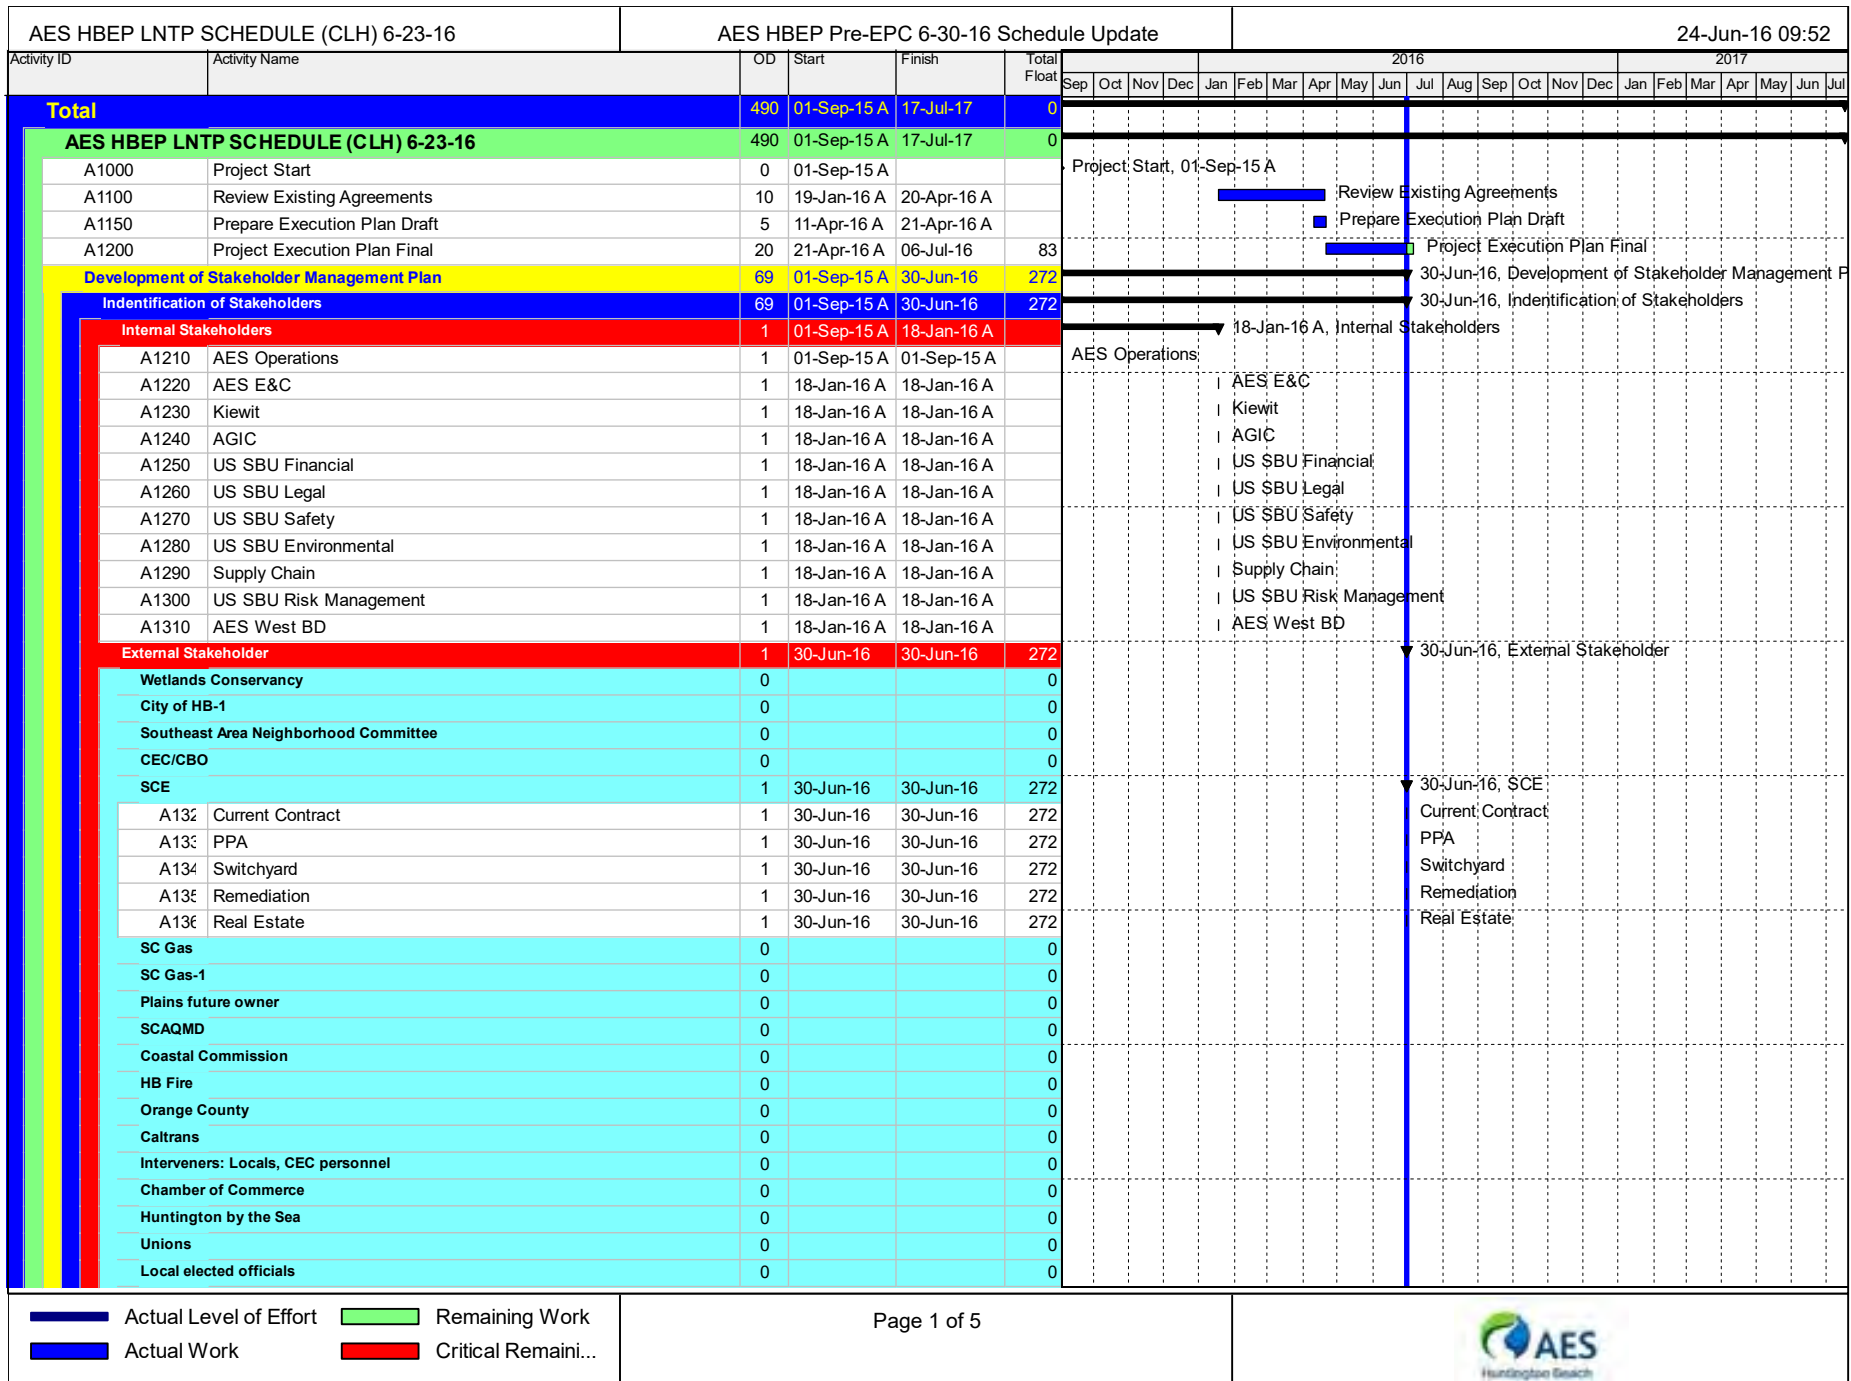 AES HBEP LNTP SCHEDULE (CLH) 6-23-16 AES HBEP Pre-EPC 6-30-16 Schedule Update 24-Jun-16 09:52
Activity ID Activity Name OD Start Finish Total Float 2016 2017
Sep Oct Nov Dec Jan Feb Mar Apr May Jun Jul Aug Sep Oct Nov Dec Jan Feb Mar Apr May Jun Jul
Total 490 01-Sep-15 A 17-Jul-17 0
AES HBEP LNTP SCHEDULE (CLH) 6-23-16 490 01-Sep-15 A 17-Jul-17 0
A1000 Project Start 0 01-Sep-15 A Project Start, 01-Sep-15 A
A1100 Review Existing Agreements 10 19-Jan-16 A 20-Apr-16 A Review Existing Agreements
A1150 Prepare Execution Plan Draft 5 11-Apr-16 A 21-Apr-16 A Prepare Execution Plan Draft
A1200 Project Execution Plan Final 20 21-Apr-16 A 06-Jul-16 83 Project Execution Plan Final
Development of Stakeholder Management Plan 69 01-Sep-15 A 30-Jun-16 272 30-Jun-16, Development of Stakeholder Management P
Indentification of Stakeholders 69 01-Sep-15 A 30-Jun-16 272 30-Jun-16, Indentification of Stakeholders
Internal Stakeholders 1 01-Sep-15 A 18-Jan-16 A 18-Jan-16 A, Internal Stakeholders
A1210 AES Operations 1 01-Sep-15 A 01-Sep-15 A AES Operations
A1220 AES E&C 1 18-Jan-16 A 18-Jan-16 A AES E&C
A1230 Kiewit 1 18-Jan-16 A 18-Jan-16 A Kiewit
A1240 AGIC 1 18-Jan-16 A 18-Jan-16 A AGIC
A1250 US SBU Financial 1 18-Jan-16 A 18-Jan-16 A US SBU Financial
A1260 US SBU Legal 1 18-Jan-16 A 18-Jan-16 A US SBU Legal
A1270 US SBU Safety 1 18-Jan-16 A 18-Jan-16 A US SBU Safety
A1280 US SBU Environmental 1 18-Jan-16 A 18-Jan-16 A US SBU Environmental
A1290 Supply Chain 1 18-Jan-16 A 18-Jan-16 A Supply Chain
A1300 US SBU Risk Management 1 18-Jan-16 A 18-Jan-16 A US SBU Risk Management
A1310 AES West BD 1 18-Jan-16 A 18-Jan-16 A AES West BD
External Stakeholder 1 30-Jun-16 30-Jun-16 272 30-Jun-16, External Stakeholder
Wetlands Conservancy 0 0
City of HB-1 0 0
Southeast Area Neighborhood Committee 0 0
CEC/CBO 0 0
SCE 1 30-Jun-16 30-Jun-16 272 30-Jun-16, SCE
A132 Current Contract 1 30-Jun-16 30-Jun-16 272 Current Contract
A133 PPA 1 30-Jun-16 30-Jun-16 272 PPA
A134 Switchyard 1 30-Jun-16 30-Jun-16 272 Switchyard
A135 Remediation 1 30-Jun-16 30-Jun-16 272 Remediation
A136 Real Estate 1 30-Jun-16 30-Jun-16 272 Real Estate
SC Gas 0 0
SC Gas-1 0 0
Plains future owner 0 0
SCAQMD 0 0
Coastal Commission 0 0
HB Fire 0 0
Orange County 0 0
Caltrans 0 0
Interveners: Locals, CEC personnel 0 0
Chamber of Commerce 0 0
Huntington by the Sea 0 0
Unions 0 0
Local elected officials 0 0
Actual Level of Effort Remaining Work
Actual Work Critical Remaini...
Page 1 of 5
AES
Huntington Beach